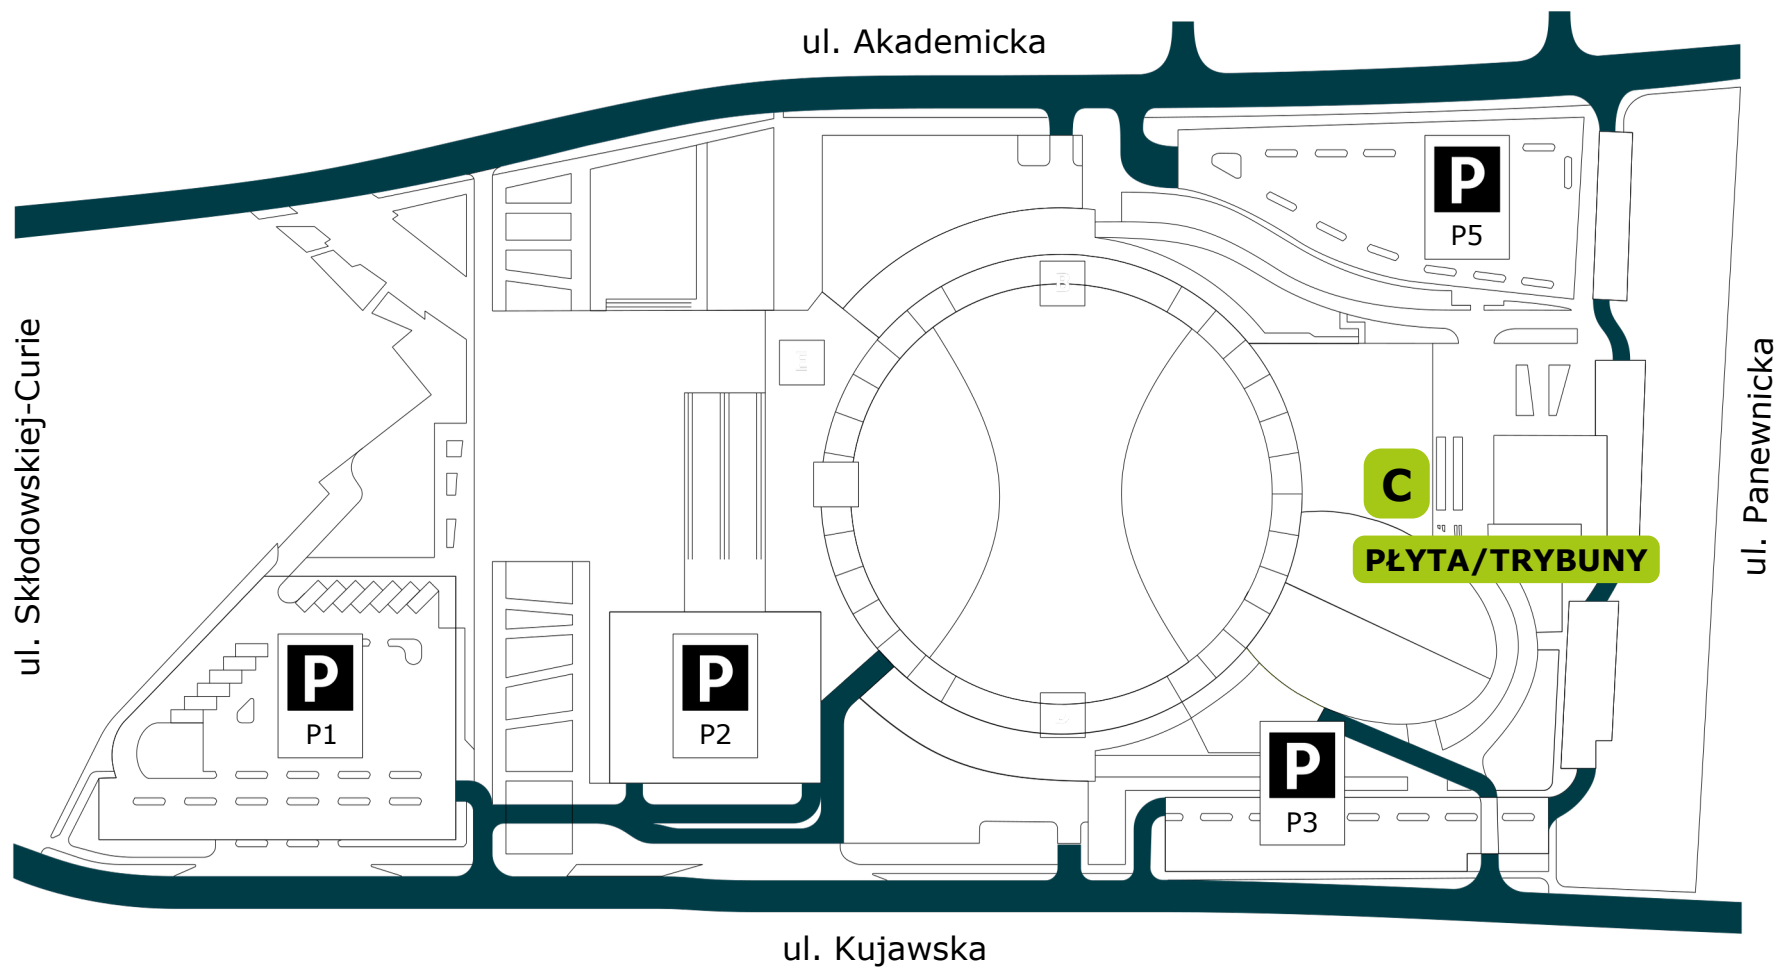 ul. Akademicka
P
P5
ul. Skłodowskiej-Curie
ul. Panewnicka
C
PŁYTA/TRYBUNY
P
P1
P
P2
P
P3
ul. Kujawska